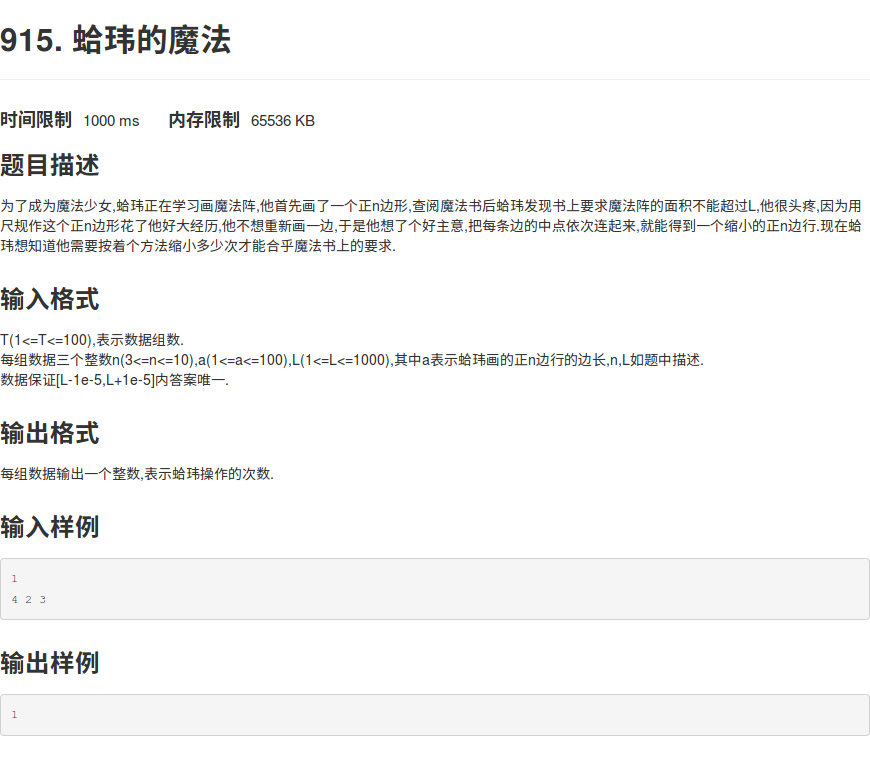 915. 蛤玮的魔法
时间限制 1000 ms 内存限制 65536 KB
题目描述
为了成为魔法少女,蛤玮正在学习画魔法阵,他首先画了一个正n边形,查阅魔法书后蛤玮发现书上要求魔法阵的面积不能超过L,他很头疼,因为用
尺规作这个正n边形花了他好大经历,他不想重新画一边,于是他想了个好主意,把每条边的中点依次连起来,就能得到一个缩小的正n边行.现在蛤
玮想知道他需要按着个方法缩小多少次才能合乎魔法书上的要求.
输入格式
T(1<=T<=100),表示数据组数.
每组数据三个整数n(3<=n<=10),a(1<=a<=100),L(1<=L<=1000),其中a表示蛤玮画的正n边行的边长,n,L如题中描述.
数据保证[L-1e-5,L+1e-5]内答案唯一.
输出格式
每组数据输出一个整数,表示蛤玮操作的次数.
输入样例
1
4 2 3
输出样例
1